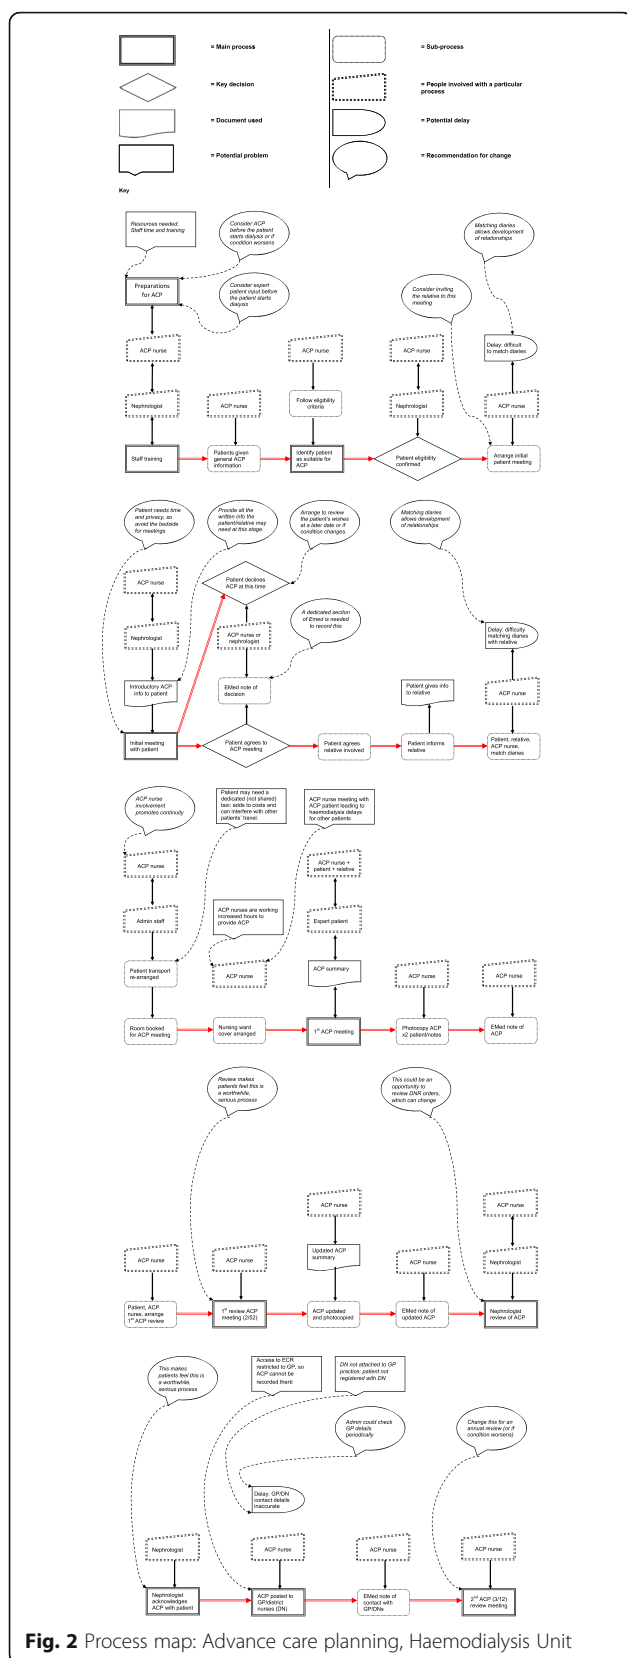 = Main process
= Sub-process
= Key decision
= People involved with a particular
process
= Document used
= Potential delay
= Potential problem
= Recommendation for change
Key
Resources needed:
Staff time and training
Consider ACP
before the patient
starts dialysis or if
condition worsens
Matching diaries
allows development
of relationships
Preparations
for ACP
Consider expert
patient input before
the patient starts
dialysis
Consider inviting
the relative to this
meeting
ACP nurse
ACP nurse
ACP nurse
Delay: difficult
to match diaries
Nephrologist
ACP nurse
Follow eligibility
criteria
Nephrologist
ACP nurse
Staff training
Patients given
general ACP
information
Identify patient
as suitable for
ACP
Patient eligibility
confirmed
Arrange initial
patient meeting
Patient needs time
and privacy, so
avoid the bedside
for meetings
Provide all the
written info the
patient/relative may
need at this stage.
Arrange to review
the patient's wishes
at a later date or if
condition changes.
Matching diaries
allows development
of relationships
ACP nurse
Patient declines
ACP at this time
A dedicated section
of Emed is needed
to record this
Nephrologist
ACP nurse or
nephrologist
Delay: difficulty
matching diaries
with relative
Introductory ACP
info to patient
EMed note of
decision
Patient gives info
to relative
ACP nurse
Initial meeting
with patient
Patient agrees to
ACP meeting
Patient agrees
relative involved
Patient informs
relative
Patient, relative,
ACP nurse,
match diaries
ACP nurse
involvement
promotes continuity
Patient may need a
dedicated (not shared)
taxi: adds to costs and
can interfere with other
patients' travel.
ACP nurse meeting with
ACP patient leading to
haemodialysis delays
for other patients
ACP nurse
ACP nurse +
patient + relative
Admin staff
ACP nurses are working
increased hours to
provide ACP
Expert patient
Patient transport
re-arranged
ACP nurse
ACP summary
ACP nurse
ACP nurse
Room booked
for ACP meeting
Nursing ward
cover arranged
1st ACP meeting
Photocopy ACP
x2 patient/notes
EMed note of
ACP
Review makes
patients feel this is
a worthwhile,
serious process
This could be an
opportunity to
review DNR orders,
which can change
ACP nurse
ACP nurse
ACP nurse
ACP nurse
Updated ACP
summary
ACP nurse
Nephrologist
Patient, ACP
nurse, arrange
1st ACP review
1st review ACP
meeting (2/52)
ACP updated
and photocopied
EMed note of
updated ACP
Nephrologist
review of ACP
This makes
patients feel this is
a worthwhile,
serious process
Access to ECR
restricted to GP, so
ACP cannot be
recorded there
DN not attached to GP
practice; patient not
registered with DN
Admin could check
GP details
periodically
Change this for an
annual review (or if
condition worsens)
Delay: GP/DN
contact details
inaccurate
Nephrologist
ACP nurse
ACP nurse
ACP nurse
Nephrologist
acknowledges
ACP with patient
ACP posted to
GP/district
nurses (DN)
EMed note of
contact with
GP/DNs
2nd ACP (3/12)
review meeting
Fig. 2 Process map: Advance care planning, Haemodialysis Unit